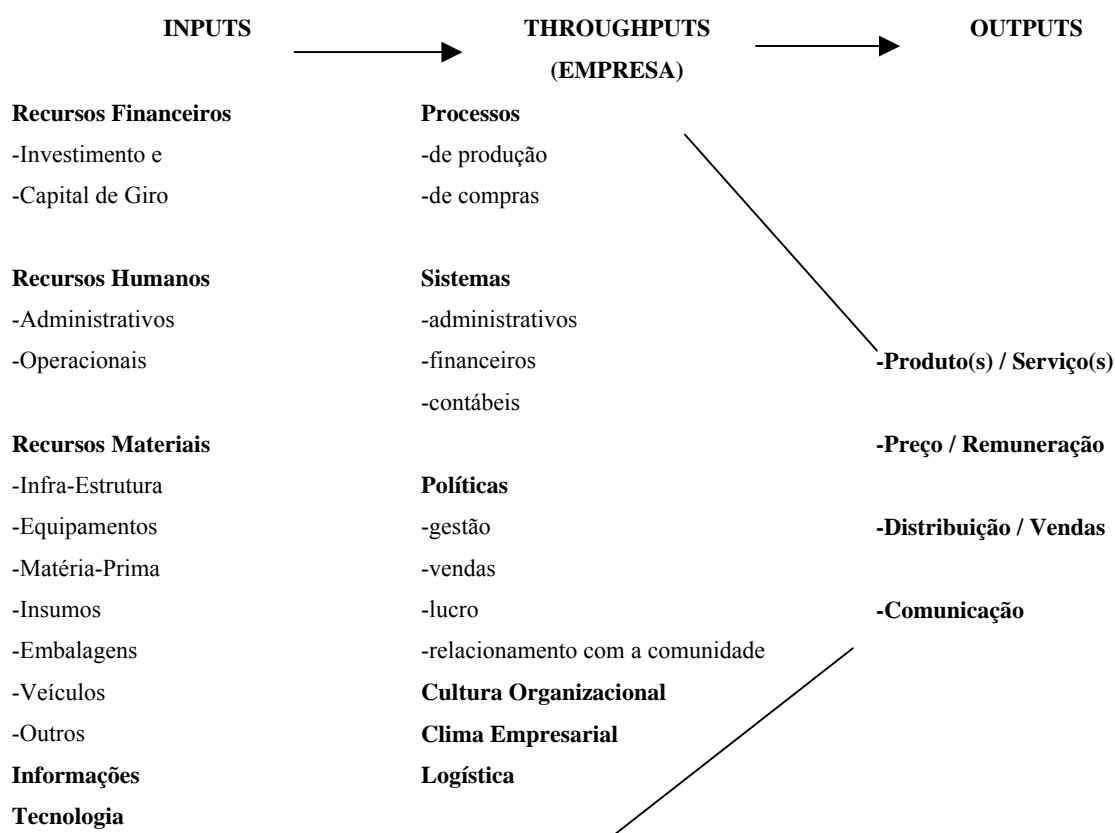 INPUTS
THROUGHPUTS
(EMPRESA)
OUTPUTS
Recursos Financeiros
-Investimento e
-Capital de Giro
Recursos Humanos
-Administrativos
-Operacionais
Recursos Materiais
-Infra-Estrutura
-Equipamentos
-Matéria-Prima
-Insumos
-Embalagens
-Veículos
-Outros
Informações
Tecnologia
Processos
-de produção
-de compras
Sistemas
-administrativos
-financeiros
-contábeis
Políticas
-gestão
-vendas
-lucro
-relacionamento com a comunidade
Cultura Organizacional
Clima Empresarial
Logística
-Produto(s) / Serviço(s)
-Preço / Remuneração
-Distribuição / Vendas
-Comunicação